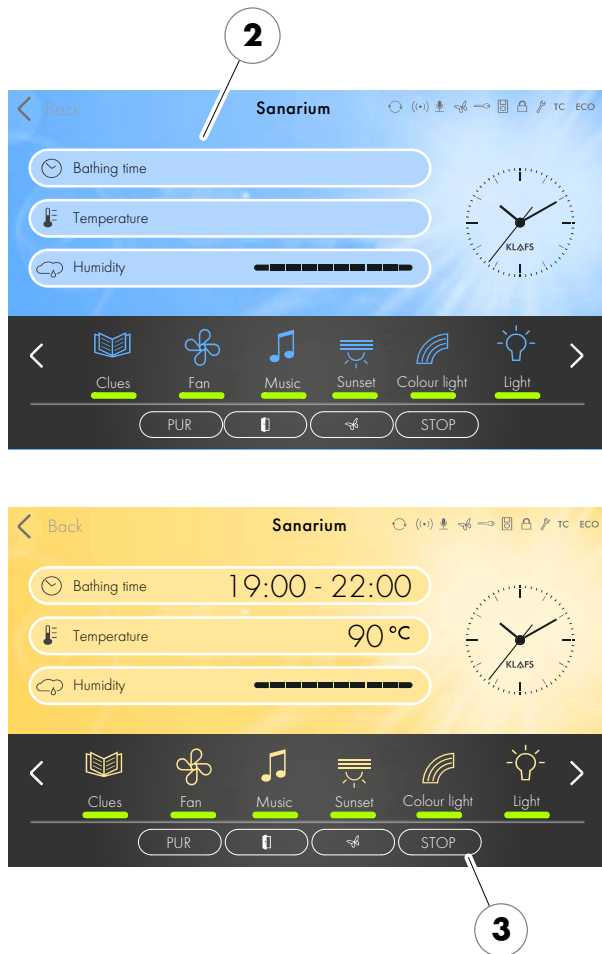 2
Back Sanarium TC ECO
Bathing time
Temperature
KLAFS
Humidity
Clues Fan Music Sunset Colour light Light
PUR STOP
Back Sanarium TC ECO
Bathing time 19:00 - 22:00
Temperature 90 °C
KLAFS
Humidity
Clues Fan Music Sunset Colour light Light
PUR STOP
3